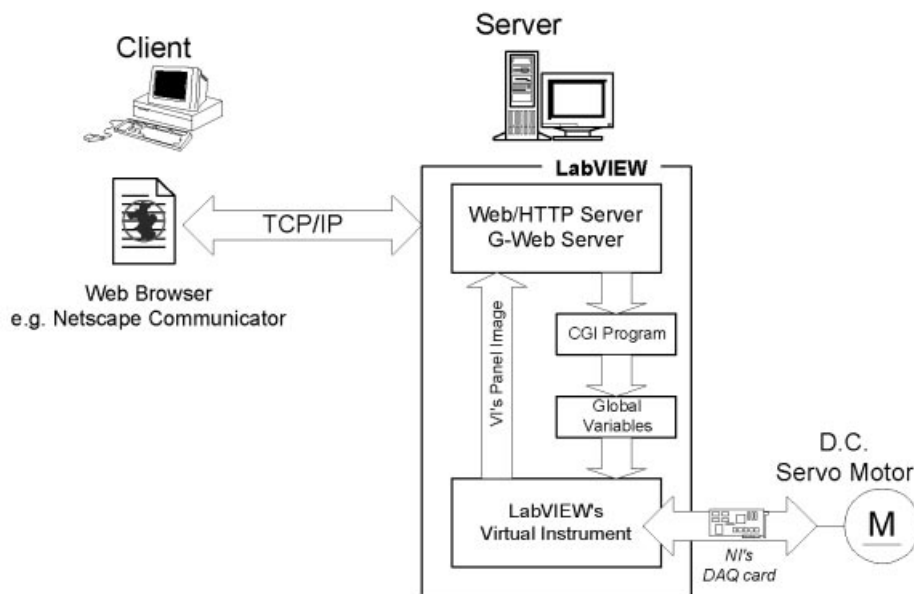 Client
Server
LabVIEW
Web/HTTP Server
G-Web Server
TCP/IP
Web Browser
e.g. Netscape Communicator
VI's Panel Image
CGI Program
Global
Variables
LabVIEW's
Virtual Instrument
NI's
DAQ card
D.C.
Servo Motor
M